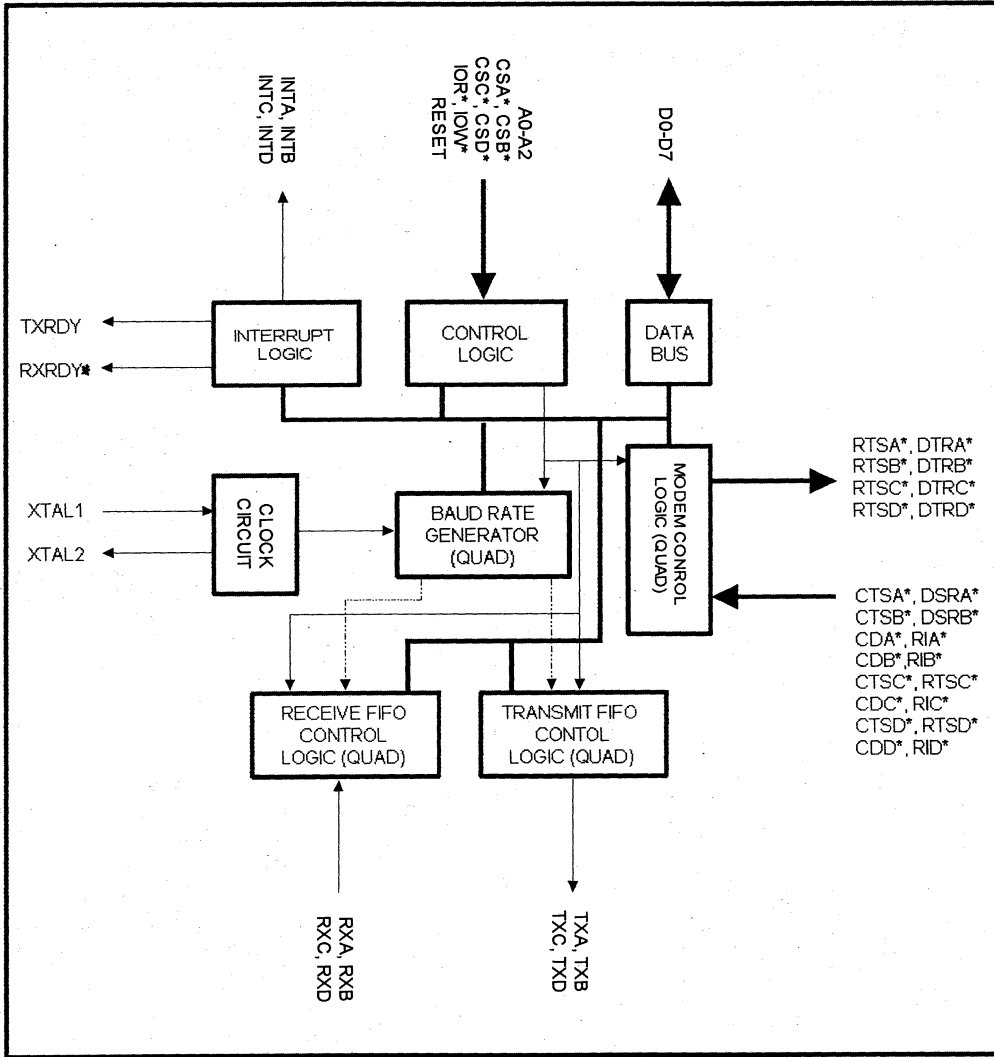 INTA, INTB
INTC, INTD
A0-A2
CSA*, CSB*
CSC*, CSD*
IOR*, IOW*
RESET
D0-D7
TXRDY
RXRDY*
INTERRUPT
LOGIC
CONTROL
LOGIC
DATA
BUS
XTAL1
XTAL2
CLOCK
CIRCUIT
BAUD RATE
GENERATOR
(QUAD)
MODEM CONROL
LOGIC (QUAD)
RTSA*, DTRA*
RTSB*, DTRB*
RTSC*, DTRC*
RTSD*, DTRD*
CTSA*, DSRA*
CTSB*, DSRB*
CDA*, RIA*
CDB*,RIB*
CTSC*, RTSC*
CDC*, RIC*
CTSD*, RTSD*
CDD*, RID*
RECEIVE FIFO
CONTROL
LOGIC (QUAD)
TRANSMIT FIFO
CONTOL
LOGIC (QUAD)
RXA, RXB
RXC, RXD
TXA, TXB
TXC, TXD